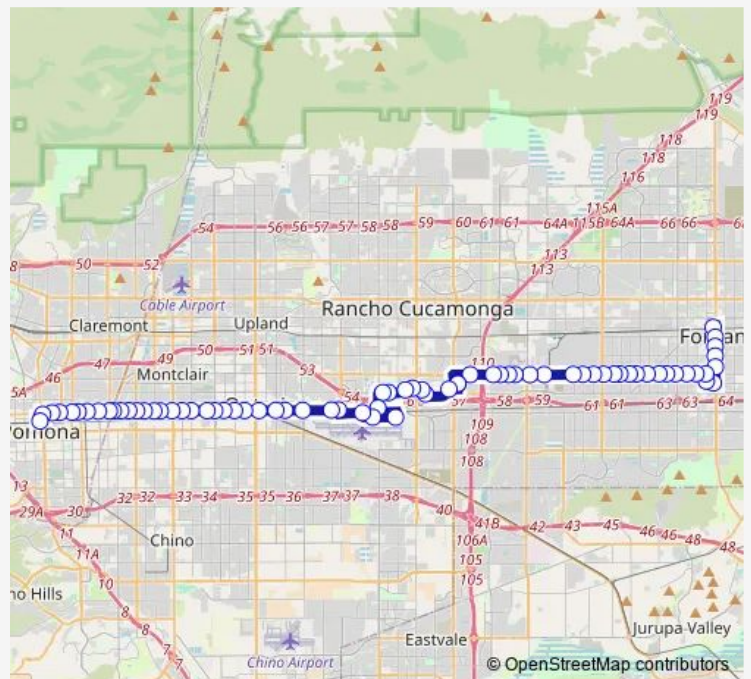 119
119
118
118
116
115A
54 56 56 57 57 58 58 59 60 61 61 64A 115B 64A 66 66
113
113
8 50 52
Cable Airport
Rancho Cucamonga
Claremont Upland
47 49 50 51 51
Montclair
53
46
5A
54
110
57 58 59 61 61 63 63 64
109
108
108
13
29A 30 32 32 33 34 35 36 37 37 38
40
41B 42 43 45 46 46 48 48
106A
105
105
11
11A
10
8
8
7
7
Chino
no Hills
Jurupa Valley
Eastvale
Chino Airport
© OpenStreetMap contributors